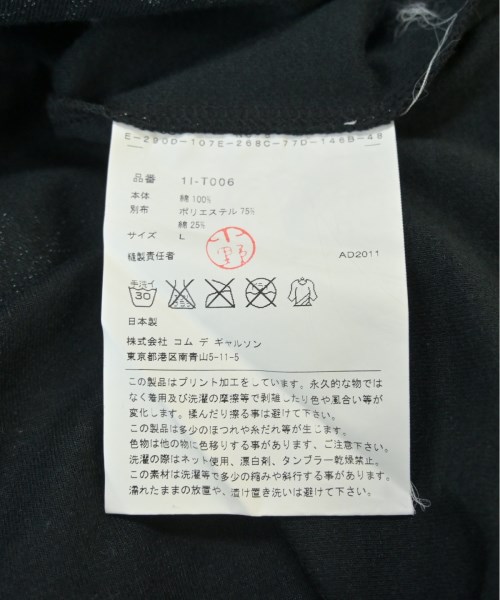 E-290D-107E-268C-77D-146B-48
品番 1I-T006
本体 綿100%
別布 ポリエステル 75%
綿 25%
サイズ L
縫製責任者 小野 AD2011
手洗イ
30
日本製
株式会社 コム デ ギャルソン
東京都港区南青山5-11-5
この製品はプリント加工をしています。永久的な物では
なく着用及び洗濯の摩擦等で剥離したり色や風合い等が
変化します。揉んだり擦る事は避けて下さい。
この製品は多少のほつれや糸だれ等が生じます。
色物は他の物に色移りする事があります、ご注意下さい。
洗濯の際はネット使用、漂白剤、タンブラー乾燥禁止。
この素材は洗濯等で多少の縮みや斜行する事があります。
濡れたままの放置や、漬け置き洗いは避けて下さい。